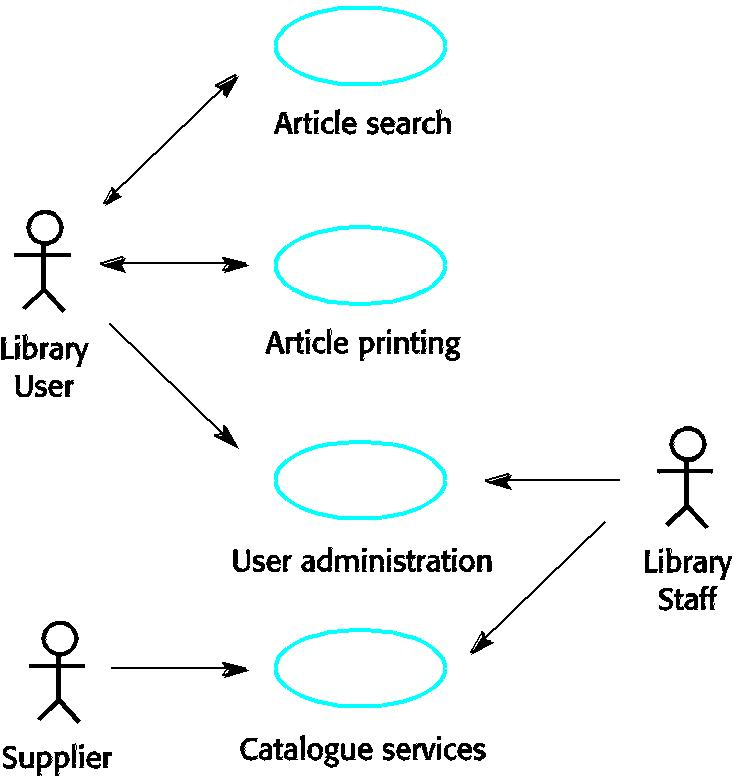 Article search
Article printing
Library
User
User administration
Library
Staff
Supplier
Catalogue services